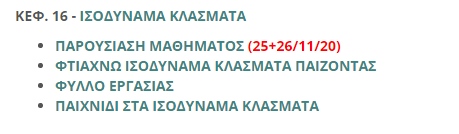 ΚΕΦ. 16 - ΙΣΟΔΥΝΑΜΑ ΚΛΑΣΜΑΤΑ
• ΠΑΡΟΥΣΙΑΣΗ ΜΑΘΗΜΑΤΟΣ (25+26/11/20)
• ΦΤΙΑΧΝΩ ΙΣΟΔΥΝΑΜΑ ΚΛΑΣΜΑΤΑ ΠΑΙΖΟΝΤΑΣ
• ΦΥΛΛΟ ΕΡΓΑΣΙΑΣ
• ΠΑΙΧΝΙΔΙ ΣΤΑ ΙΣΟΔΥΝΑΜΑ ΚΛΑΣΜΑΤΑ